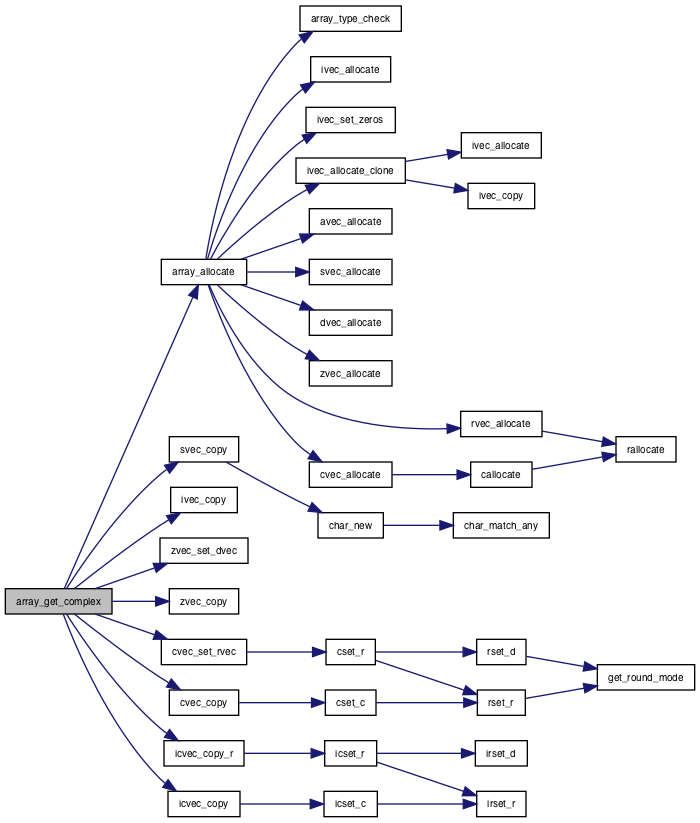 array_type_check
ivec_allocate
ivec_set_zeros
ivec_allocate_clone
ivec_allocate
ivec_copy
avec_allocate
array_allocate
svec_allocate
dvec_allocate
zvec_allocate
rvec_allocate
rallocate
cvec_allocate
callocate
svec_copy
ivec_copy
char_new
char_match_any
zvec_set_dvec
array_get_complex
zvec_copy
cvec_set_rvec
cset_r
rset_d
get_round_mode
cvec_copy
cset_c
rset_r
icvec_copy_r
icset_r
irset_d
icvec_copy
icset_c
irset_r